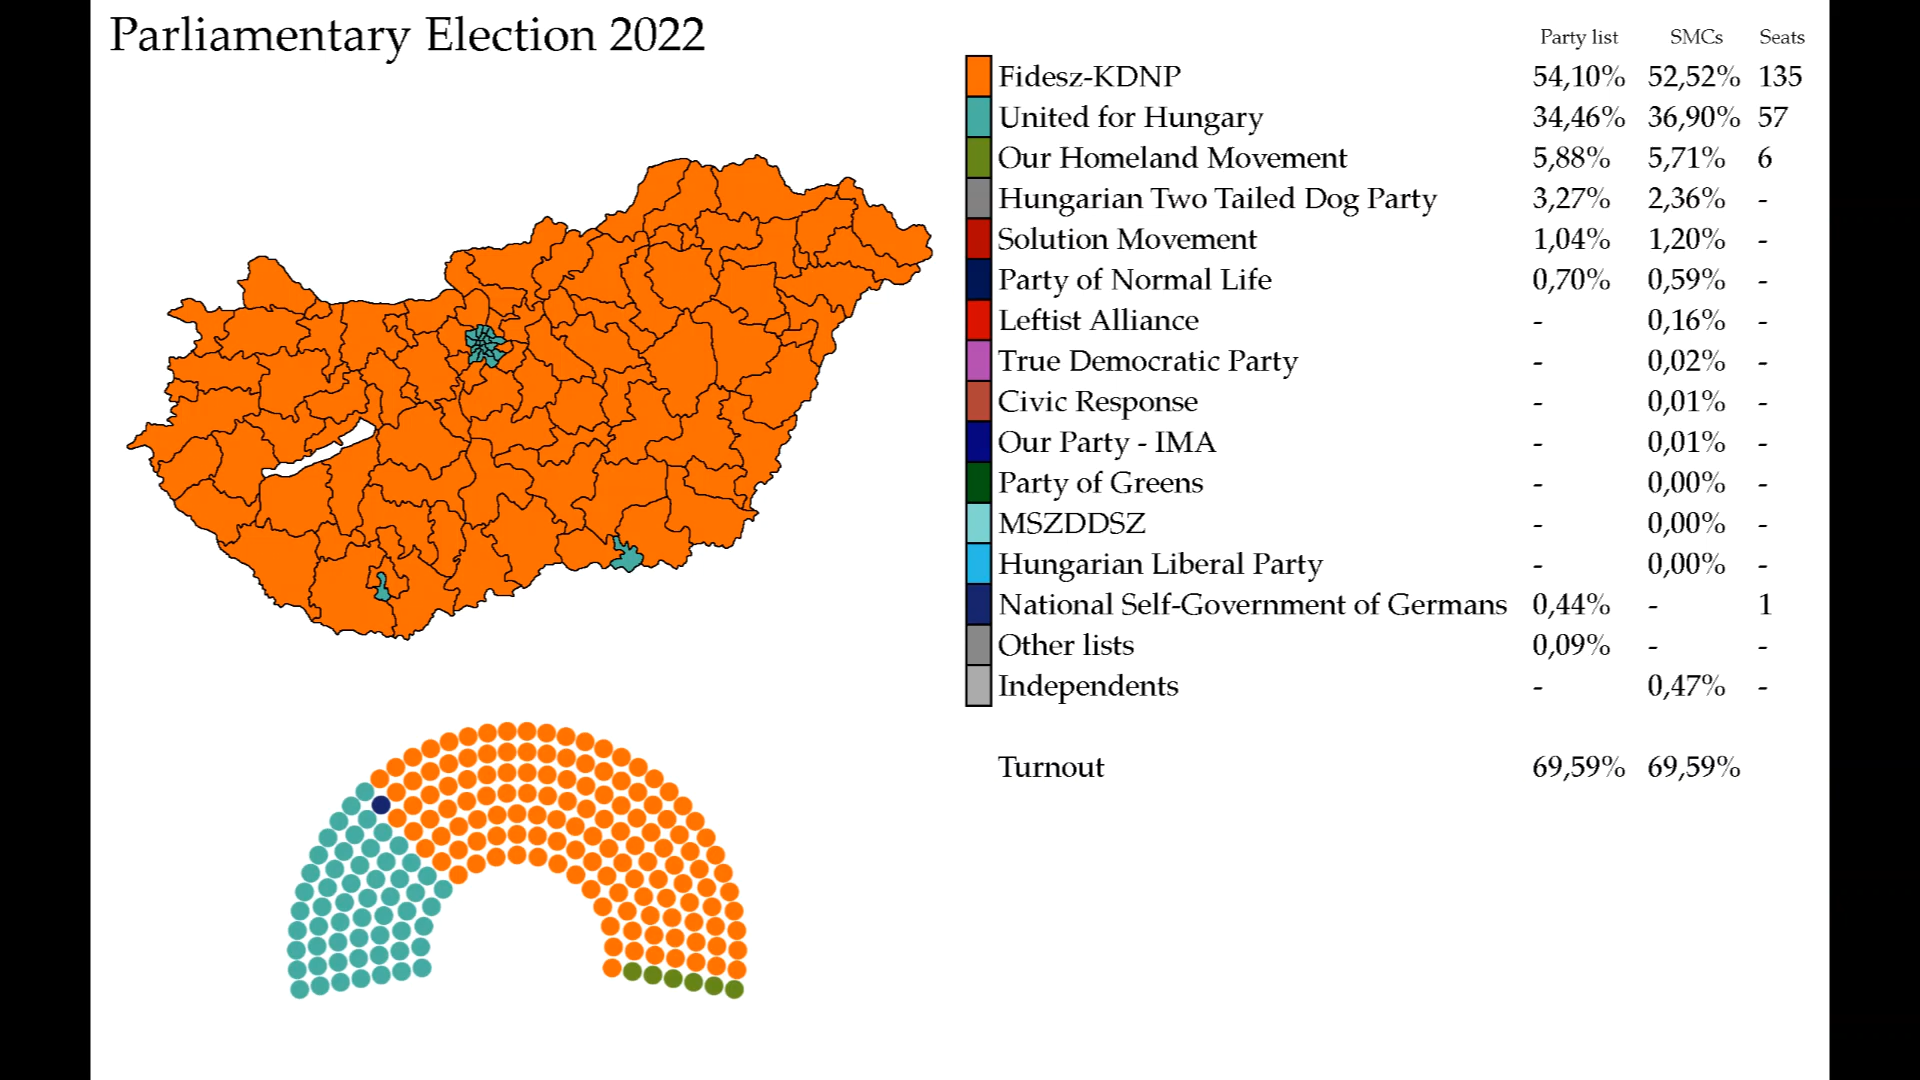 Parliamentary Election 2022
Party list SMCs Seats
Fidesz-KDNP 54,10% 52,52% 135
United for Hungary 34,46% 36,90% 57
Our Homeland Movement 5,88% 5,71% 6
Hungarian Two Tailed Dog Party 3,27% 2,36% -
Solution Movement 1,04% 1,20% -
Party of Normal Life 0,70% 0,59% -
Leftist Alliance - 0,16% -
True Democratic Party - 0,02% -
Civic Response - 0,01% -
Our Party - IMA - 0,01% -
Party of Greens - 0,00% -
MSZDDSZ - 0,00% -
Hungarian Liberal Party - 0,00% -
National Self-Government of Germans 0,44% - 1
Other lists 0,09% - -
Independents - 0,47% -
Turnout 69,59% 69,59%